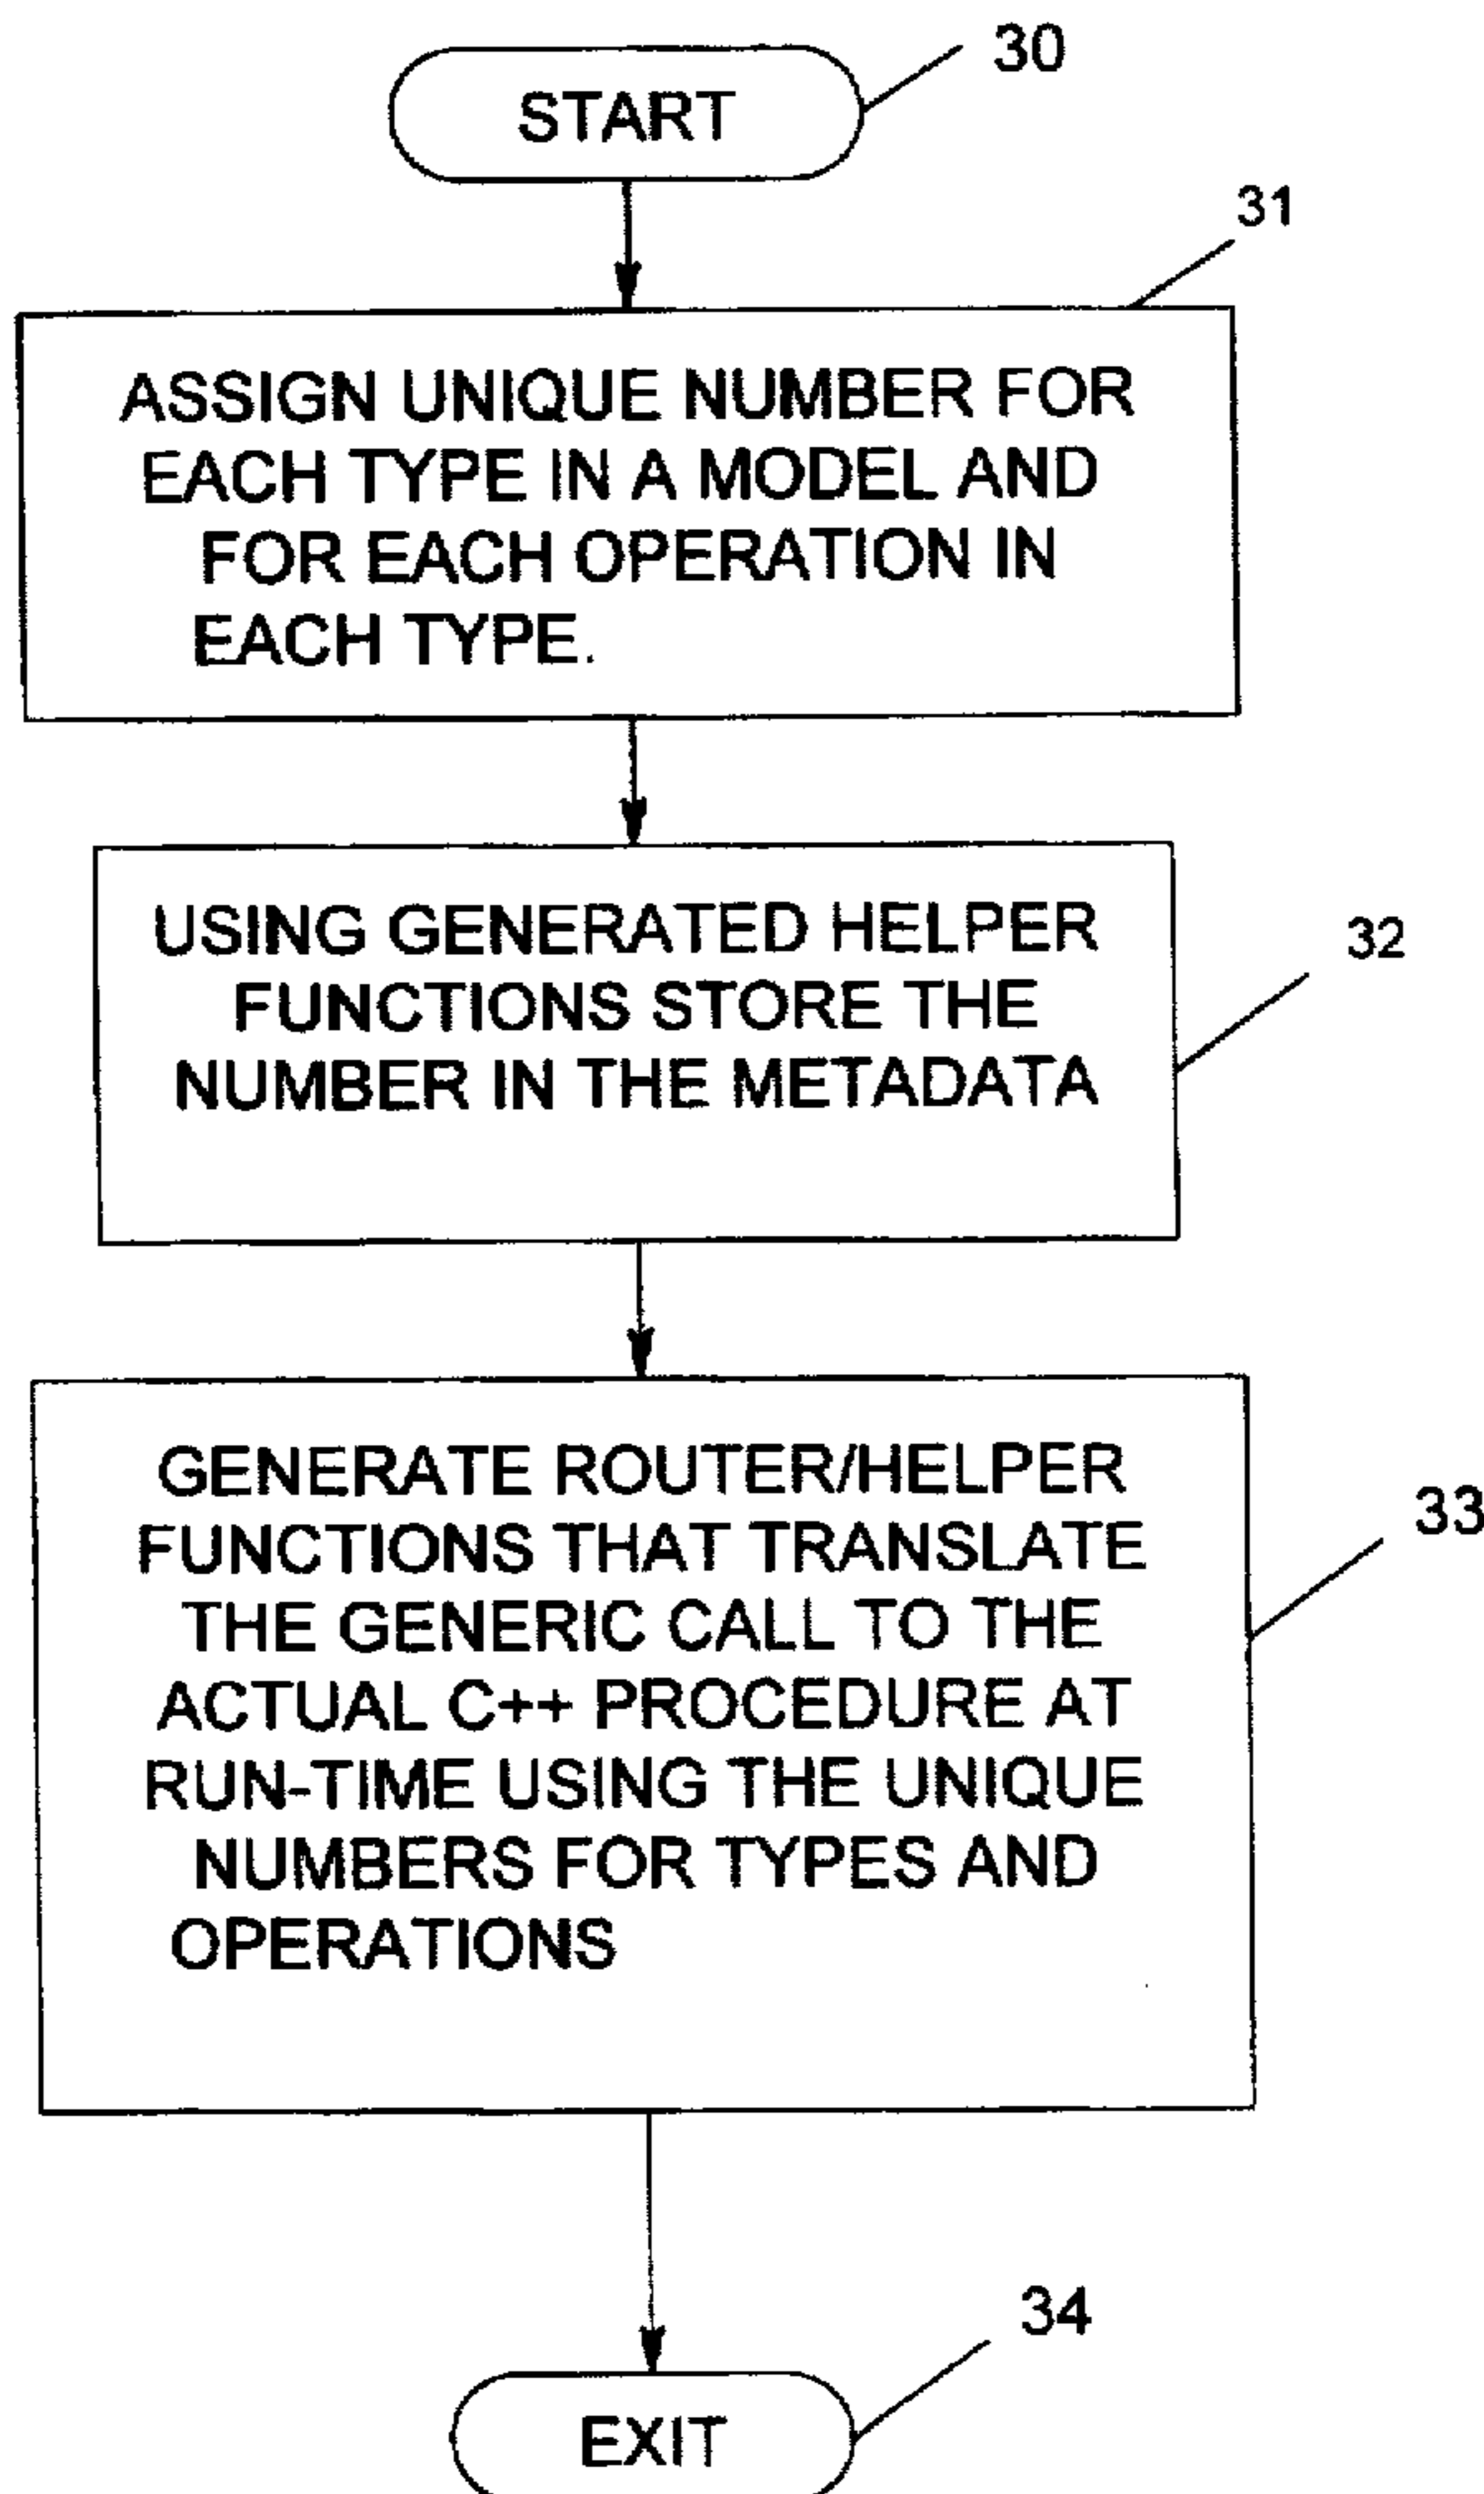 30
START
31
ASSIGN UNIQUE NUMBER FOR
EACH TYPE IN A MODEL AND
FOR EACH OPERATION IN
EACH TYPE.
USING GENERATED HELPER
FUNCTIONS STORE THE
NUMBER IN THE METADATA
32
GENERATE ROUTER/HELPER
FUNCTIONS THAT TRANSLATE
THE GENERIC CALL TO THE
ACTUAL C++ PROCEDURE AT
RUN-TIME USING THE UNIQUE
NUMBERS FOR TYPES AND
OPERATIONS
33
34
EXIT